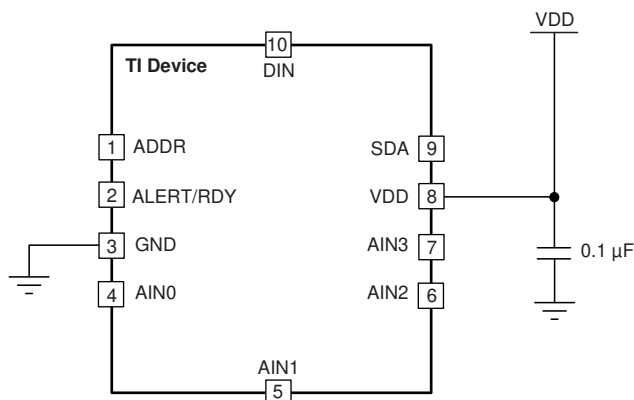 VDD
10
TI Device
DIN
1 ADDR
SDA 9
2 ALERT/RDY
VDD 8
3 GND
AIN3 7
0.1 µF
4 AIN0
AIN2 6
AIN1
5